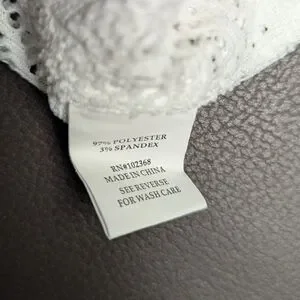 97% POLYESTER
3% SPANDEX
RN#102368
MADE IN CHINA
SEE REVERSE
FOR WASH CARE